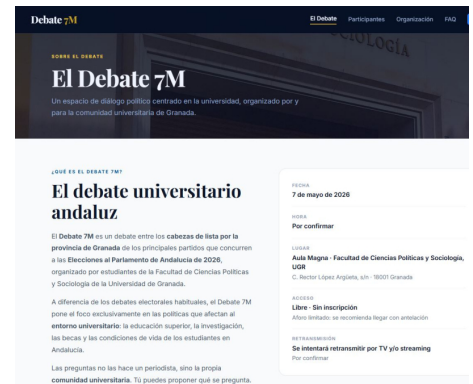 Debate 7M
El Debate
Participantes
Organización
FAQ
SOBRE EL DEBATE
El Debate 7M
Un espacio de diálogo político centrado en la universidad, organizado por y
para la comunidad universitaria de Granada.
¿QUÉ ES EL DEBATE 7M?
El debate universitario
andaluz
El Debate 7M es un debate entre los cabezas de lista por la
provincia de Granada de los principales partidos que concurren
a las Elecciones al Parlamento de Andalucía de 2026,
organizado por estudiantes de la Facultad de Ciencias Políticas
y Sociología de la Universidad de Granada.
A diferencia de los debates electorales habituales, el Debate 7M
pone el foco exclusivamente en las políticas que afectan al
entorno universitario: la educación superior, la investigación,
las becas y las condiciones de vida de los estudiantes en
Andalucía.
Las preguntas no las hace un periodista, sino la propia
comunidad universitaria. Tú puedes proponer qué se pregunta.
FECHA
7 de mayo de 2026
HORA
Por confirmar
LUGAR
Aula Magna · Facultad de Ciencias Políticas y Sociología,
UGR
C. Rector López Argüeta, s/n · 18001 Granada
ACCESO
Libre · Sin inscripción
Aforo limitado: se recomienda llegar con antelación
RETRANSMISIÓN
Se intentará retransmitir por TV y/o streaming
Por confirmar